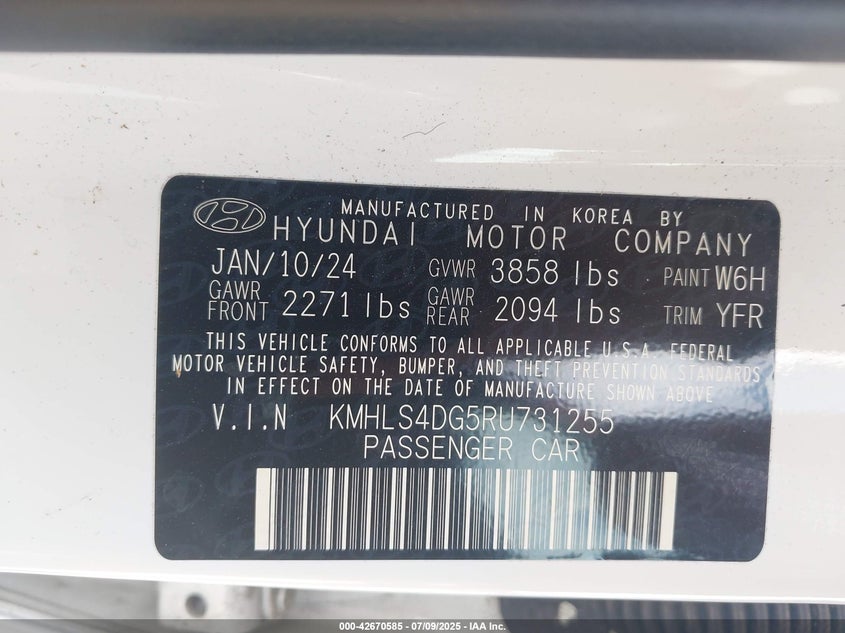 MANUFACTURED IN KOREA BY
HYUNDAI MOTOR COMPANY
JAN/10/24 GVWR 3858 lbs PAINT W6H
GAWR FRONT 2271 lbs GAWR REAR 2094 lbs TRIM YFR
THIS VEHICLE CONFORMS TO ALL APPLICABLE U.S.A. FEDERAL
MOTOR VEHICLE SAFETY, BUMPER, AND THEFT PREVENTION STANDARDS
IN EFFECT ON THE DATE OF MANUFACTURE SHOWN ABOVE
V.I.N KMHLS4DG5RU731255
PASSENGER CAR
000-42670585 - 07/09/2025 - IAA Inc.